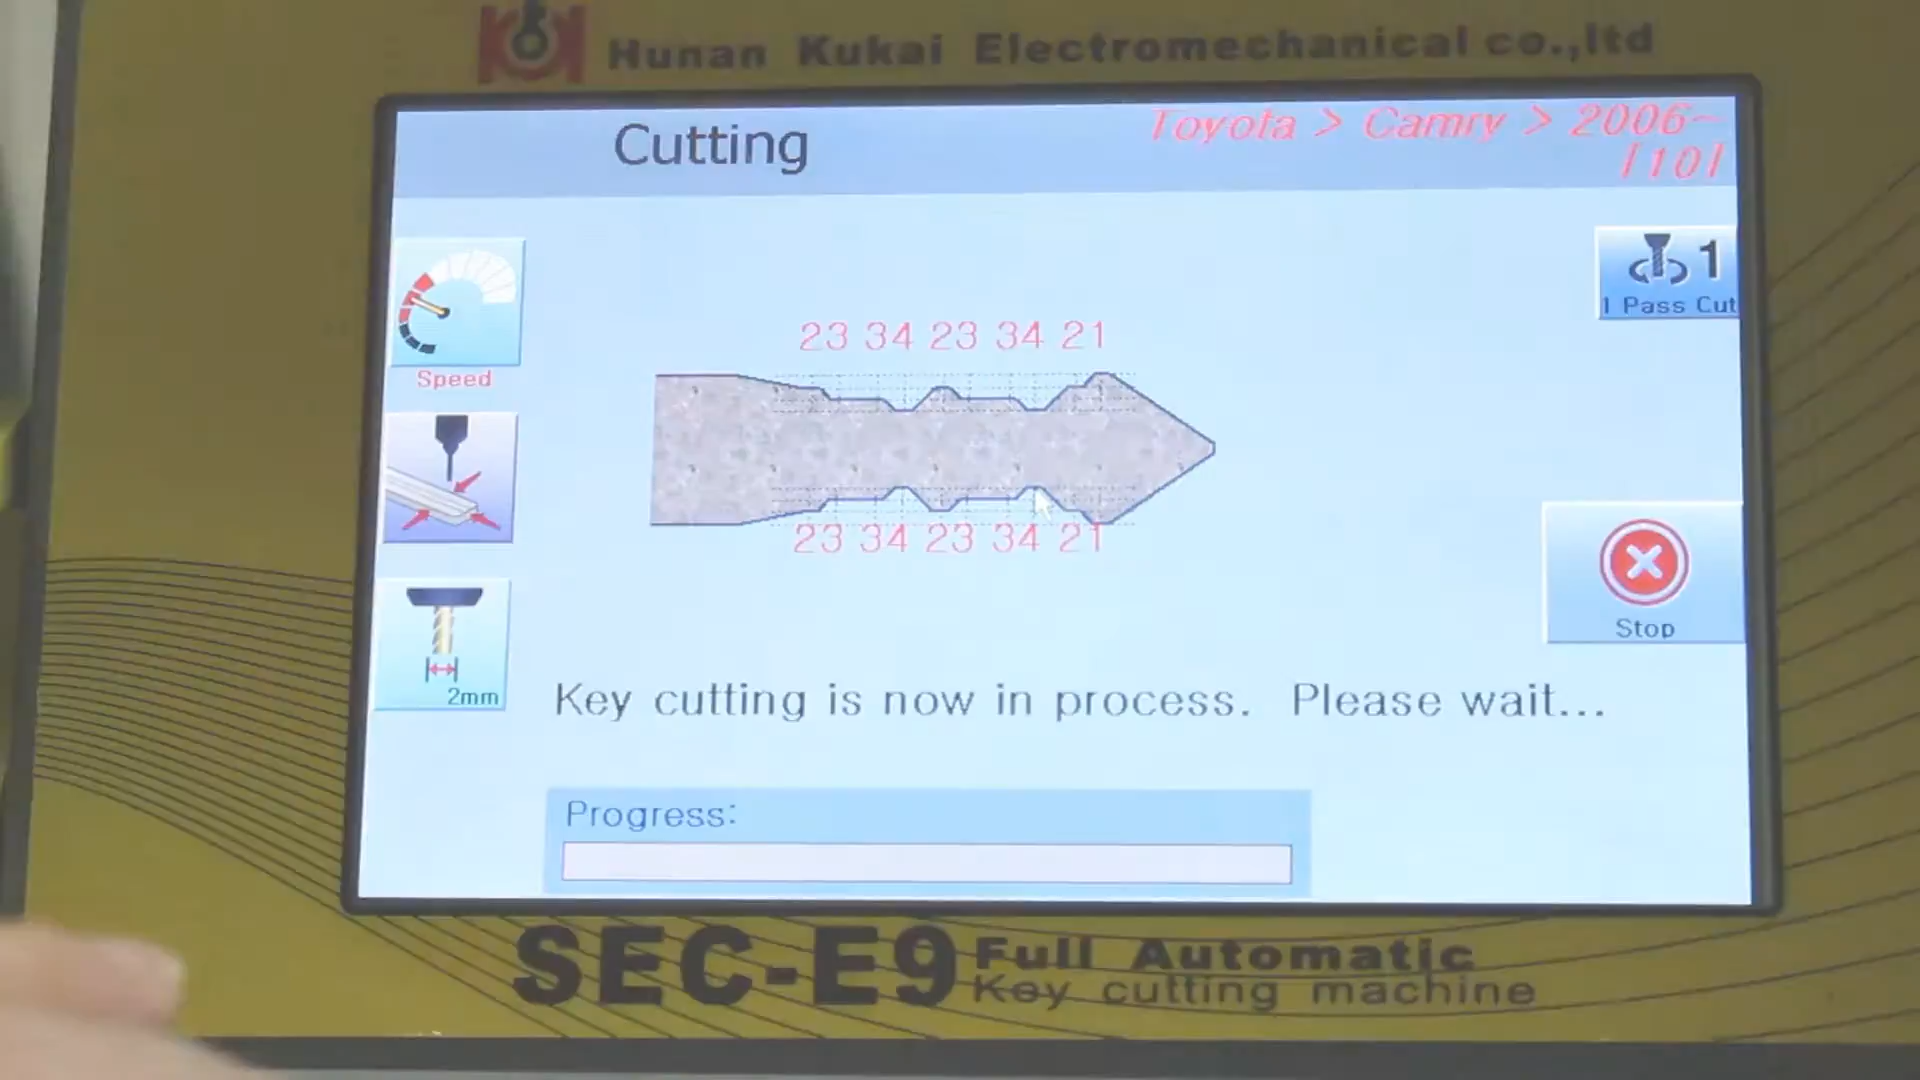 Hunan Kukai Electromechanical co.,ltd
Cutting
Toyota > Camry > 2006~
[10]
1
1 Pass Cut
Speed
23 34 23 34 21
23 34 23 34 21
2mm
Stop
Key cutting is now in process. Please wait...
Progress:
SEC-E9 Full Automatic
Key cutting machine